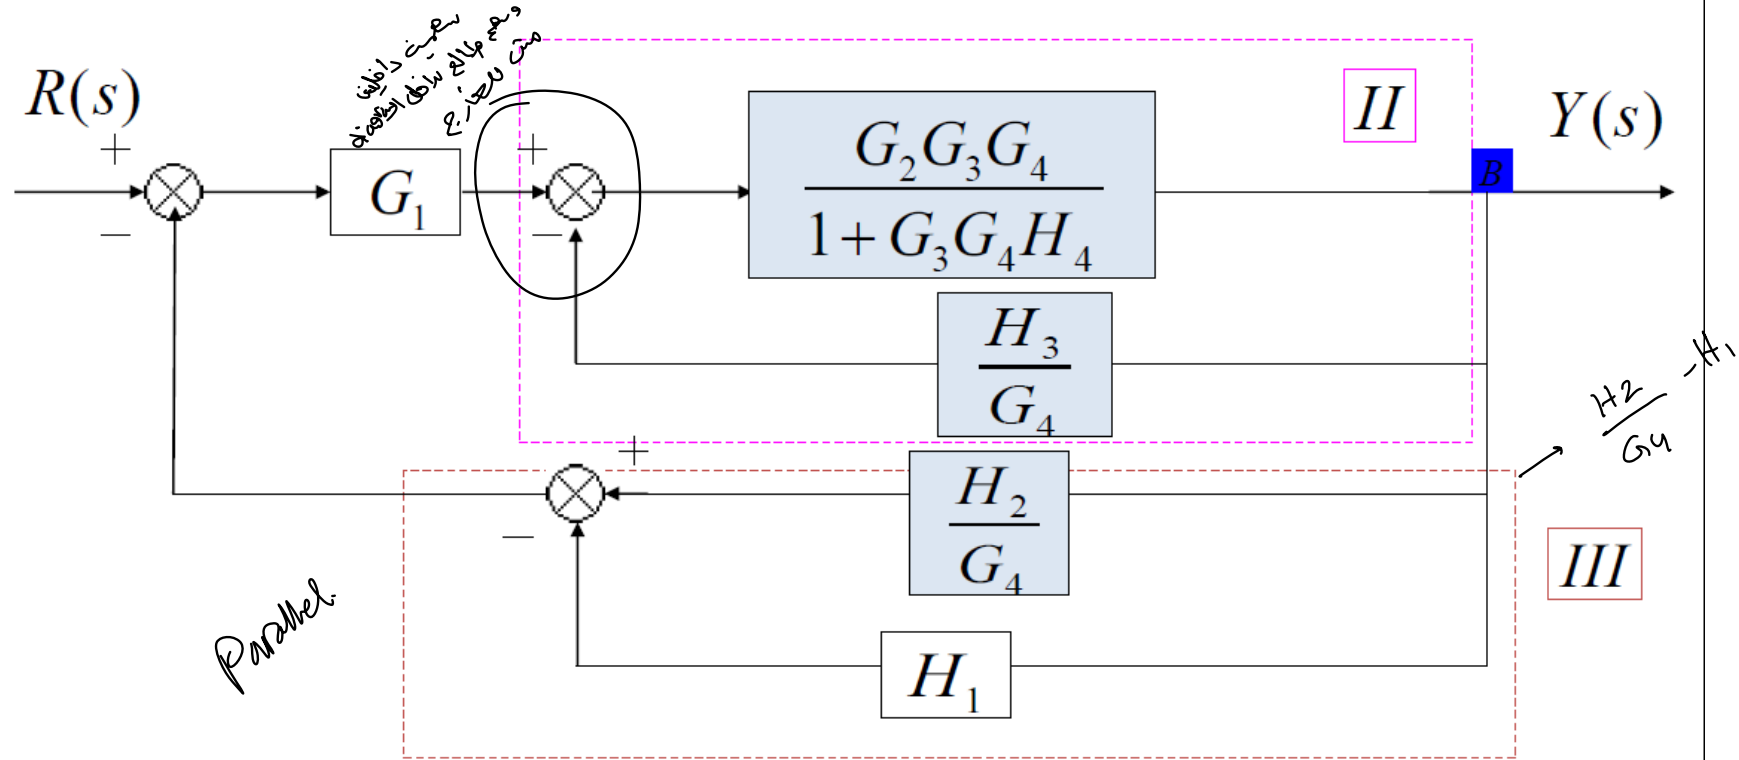 R(s)
+
−
G₁
+
−
G₂G₃G₄
1+G₃G₄H₄
II
B
Y(s)
H₃
G₄
H2
G4
-H₁
+
−
H₂
G₄
III
Parallel.
H₁